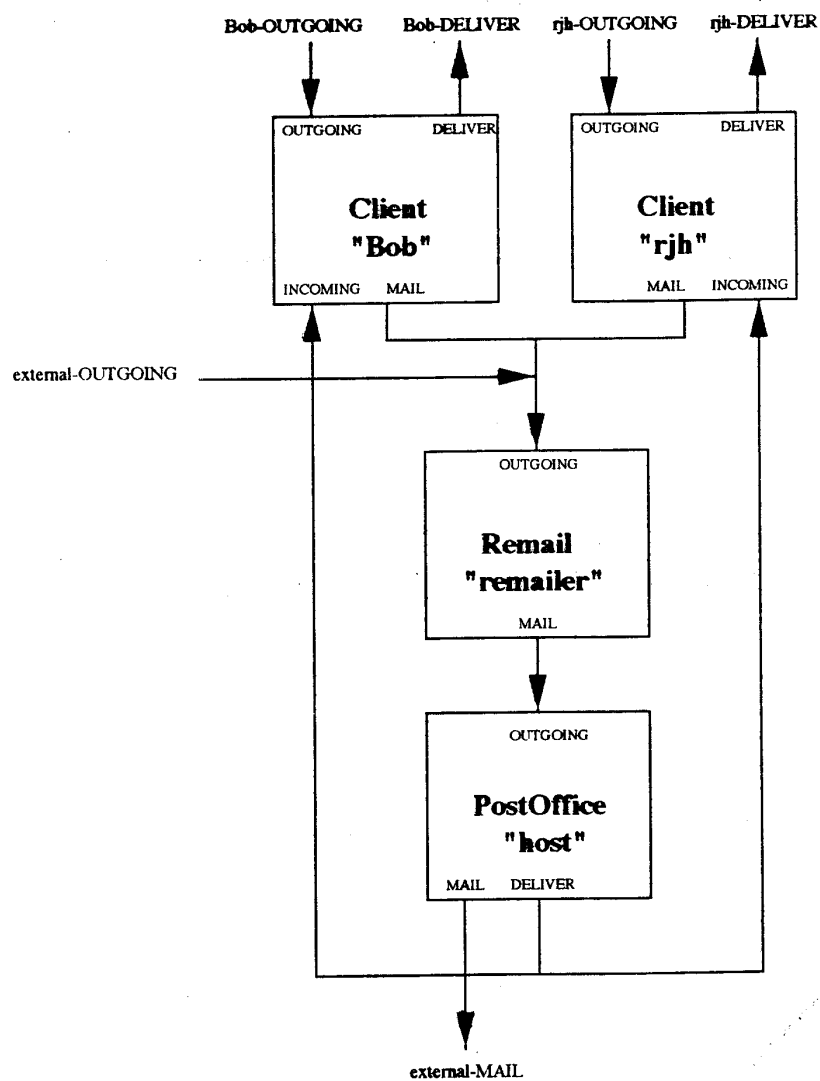 Bob-OUTGOING Bob-DELIVER rjh-OUTGOING rjh-DELIVER
OUTGOING DELIVER OUTGOING DELIVER
Client Client
"Bob" "rjh"
INCOMING MAIL MAIL INCOMING
external-OUTGOING
OUTGOING
Remail
"remailer"
MAIL
OUTGOING
PostOffice
"host"
MAIL DELIVER
external-MAIL